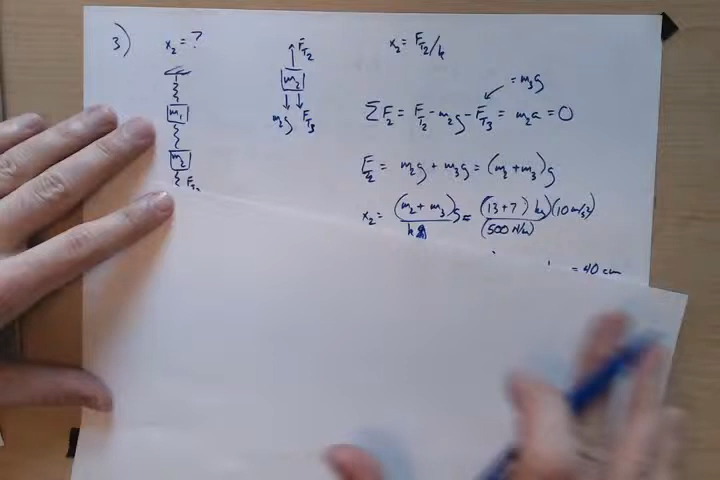 3) x₂ = ? F_T₂ x₂ = F_T₂/k
m₁
m₂
m₂ = m₃g
m₂g F_T₃ ΣF₂ = F_T₂ - m₂g - F_T₃ = m₂a = 0
F_T₂ = m₂g + m₃g = (m₂ + m₃)g
x₂ = (m₂ + m₃)g / k = (13 + 7) kg (10 m/s²) / (500 N/m)
= 40 cm